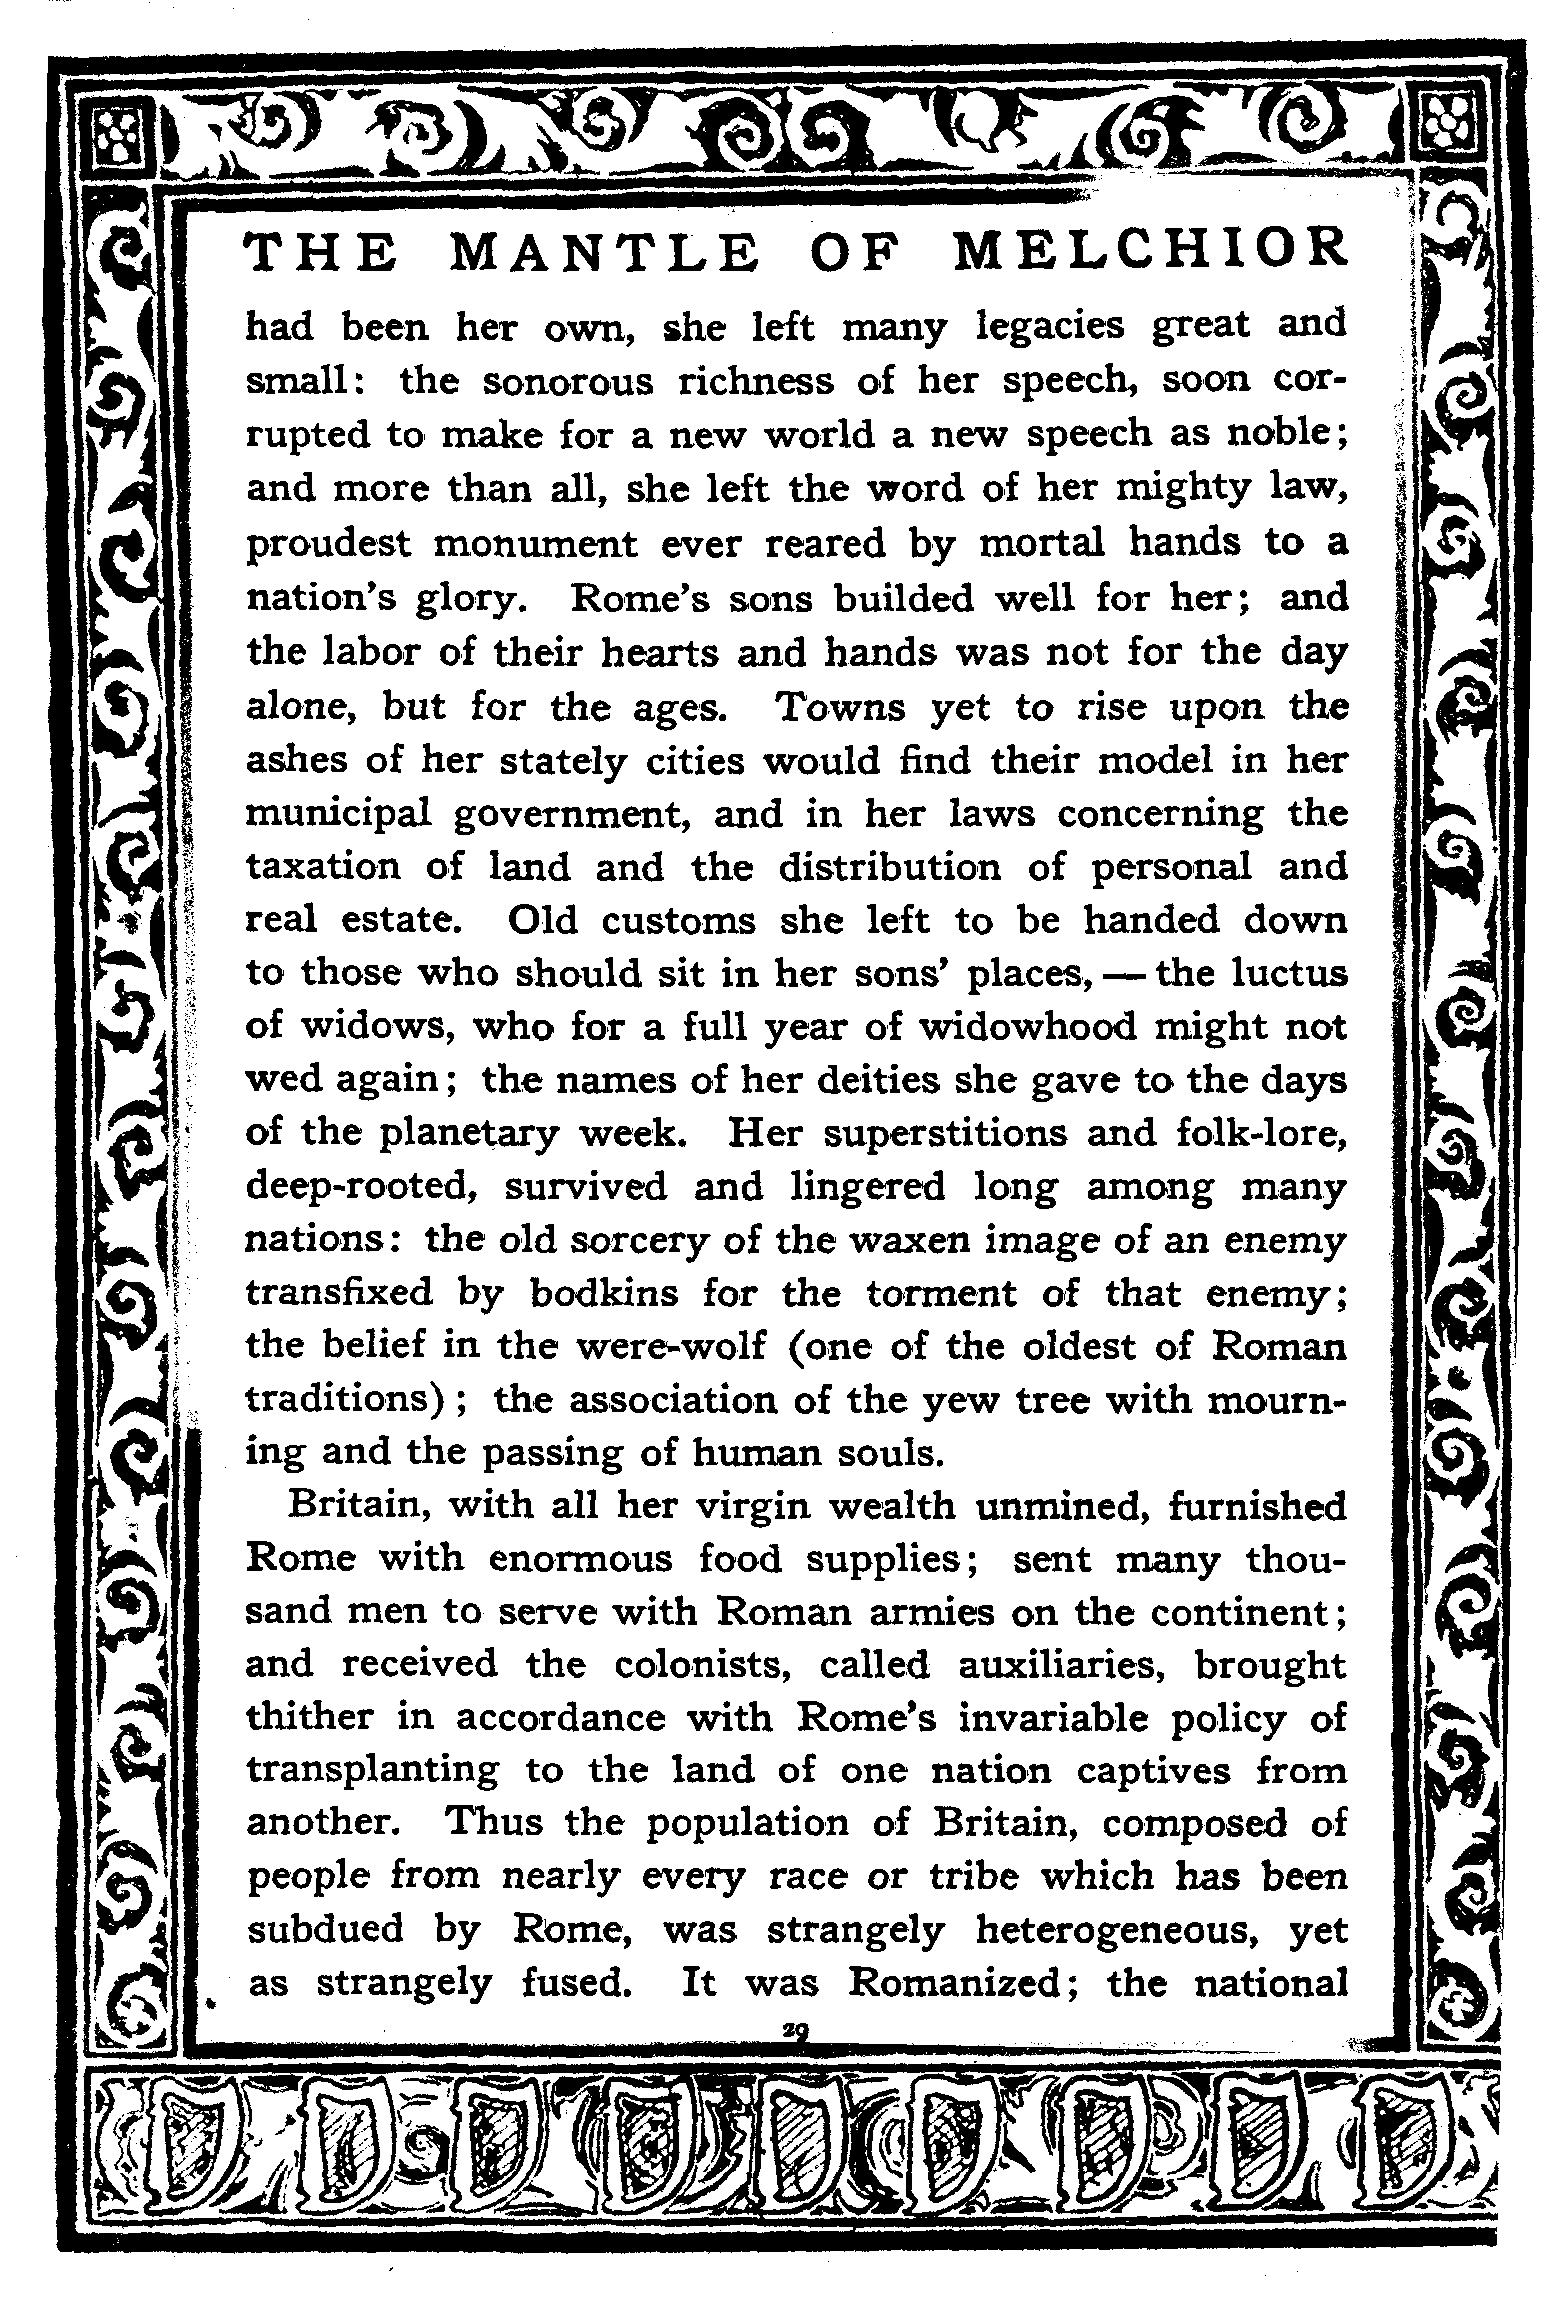 THE MANTLE OF MELCHIOR
had been her own, she left many legacies great and
small: the sonorous richness of her speech, soon cor-
rupted to make for a new world a new speech as noble;
and more than all, she left the word of her mighty law,
proudest monument ever reared by mortal hands to a
nation's glory. Rome's sons builded well for her; and
the labor of their hearts and hands was not for the day
alone, but for the ages. Towns yet to rise upon the
ashes of her stately cities would find their model in her
municipal government, and in her laws concerning the
taxation of land and the distribution of personal and
real estate. Old customs she left to be handed down
to those who should sit in her sons' places, — the luctus
of widows, who for a full year of widowhood might not
wed again; the names of her deities she gave to the days
of the planetary week. Her superstitions and folk-lore,
deep-rooted, survived and lingered long among many
nations: the old sorcery of the waxen image of an enemy
transfixed by bodkins for the torment of that enemy;
the belief in the were-wolf (one of the oldest of Roman
traditions); the association of the yew tree with mourn-
ing and the passing of human souls.
Britain, with all her virgin wealth unmined, furnished
Rome with enormous food supplies; sent many thou-
sand men to serve with Roman armies on the continent;
and received the colonists, called auxiliaries, brought
thither in accordance with Rome's invariable policy of
transplanting to the land of one nation captives from
another. Thus the population of Britain, composed of
people from nearly every race or tribe which has been
subdued by Rome, was strangely heterogeneous, yet
as strangely fused. It was Romanized; the national
29